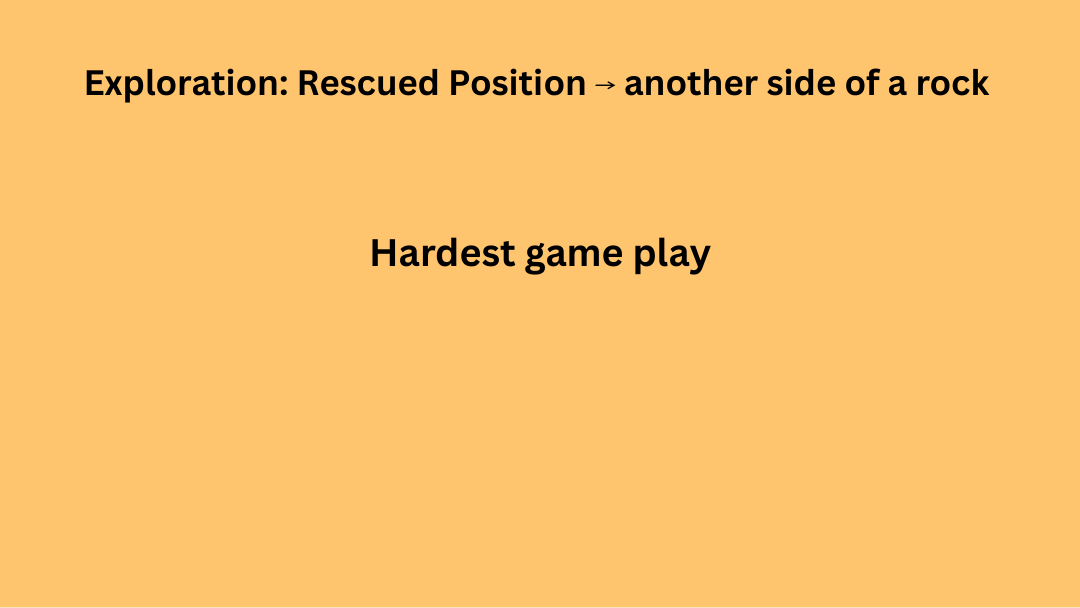 Exploration: Rescued Position → another side of a rock
Hardest game play